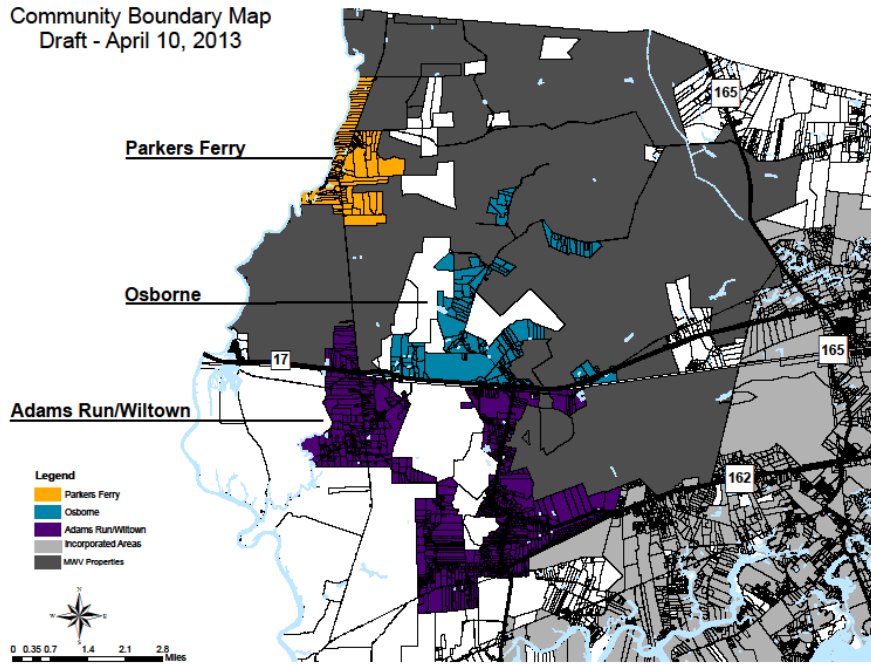 Community Boundary Map
Draft - April 10, 2013
165
Parkers Ferry
Osborne
17
165
Adams Run/Wiltown
162
Legend
Parkers Ferry
Osborne
Adams Run/Wiltown
Incorporated Areas
MWV Properties
N
W E
S
0 0.35 0.7 1.4 2.1 2.8
Miles